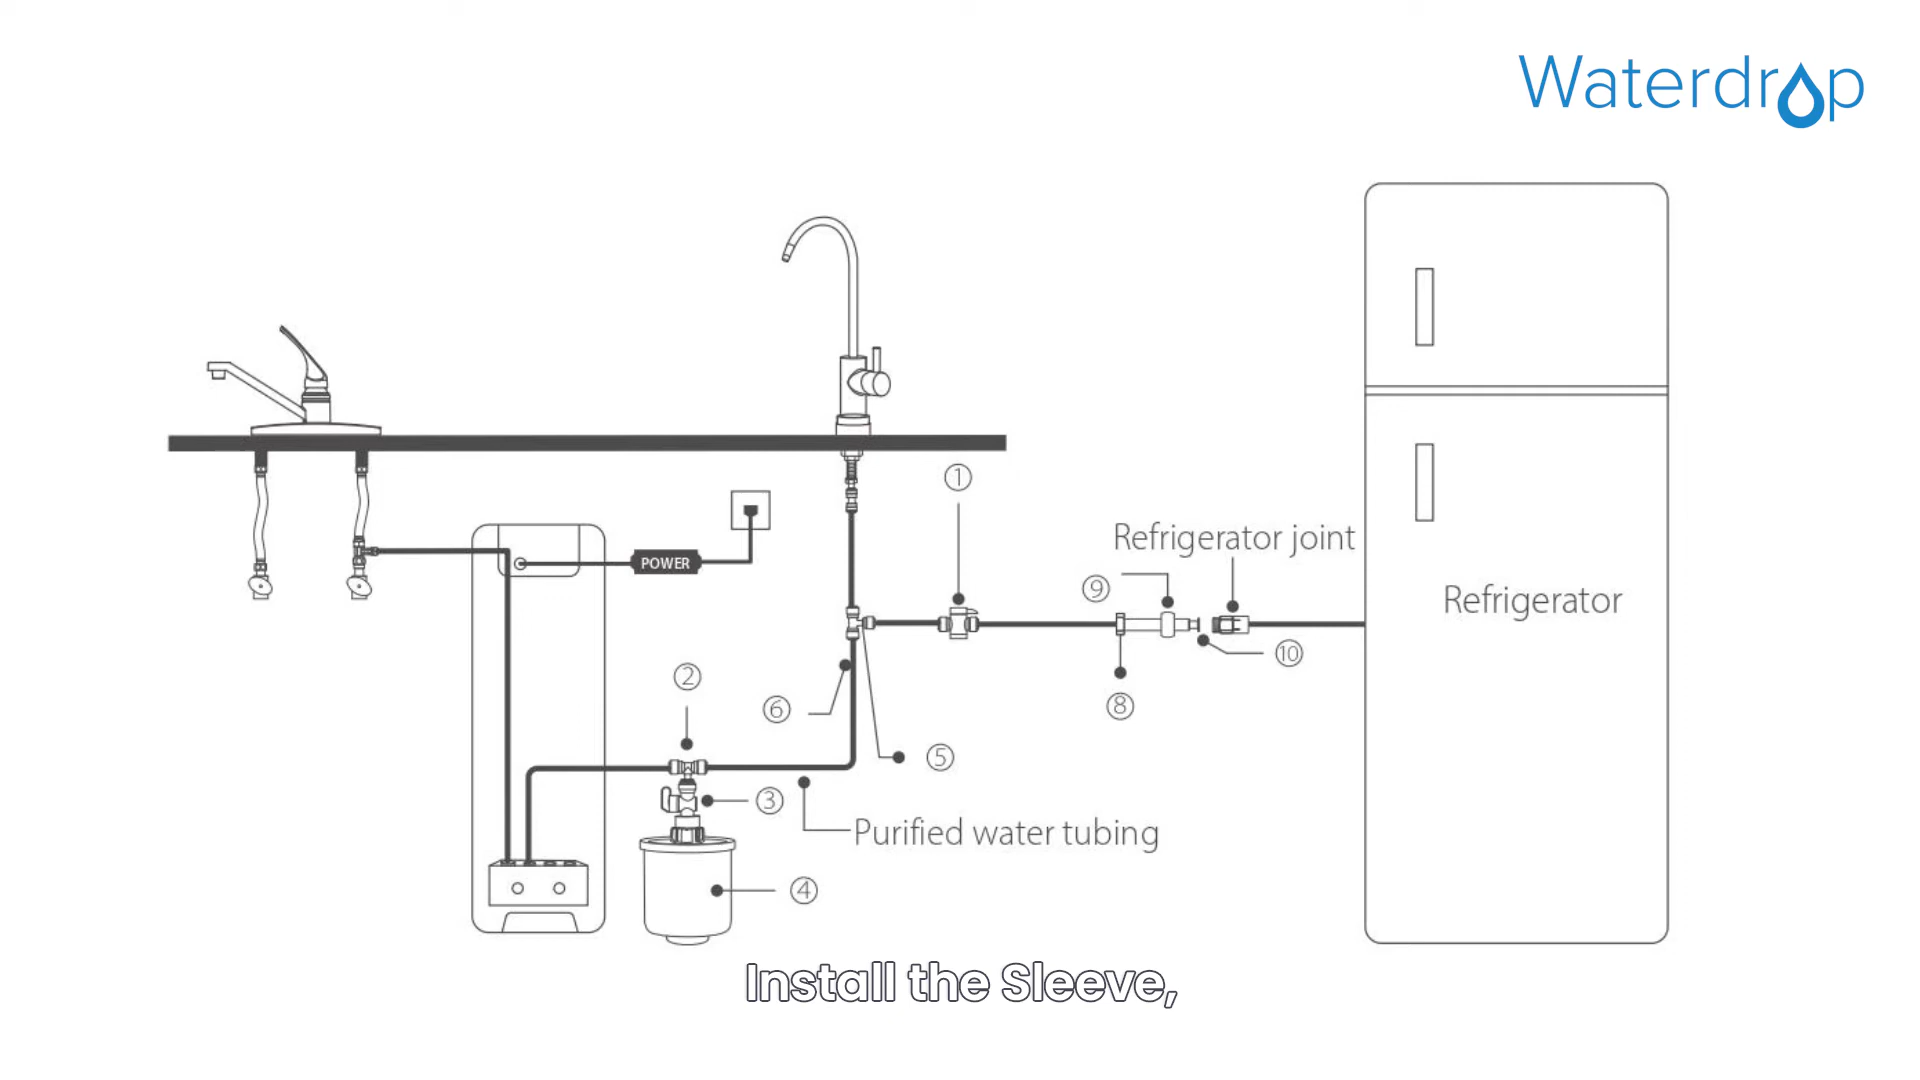 Waterdrop
①
Refrigerator joint
POWER
⑨
Refrigerator
⑩
②
⑥
⑧
⑤
③
Purified water tubing
④
Install the Sleeve,